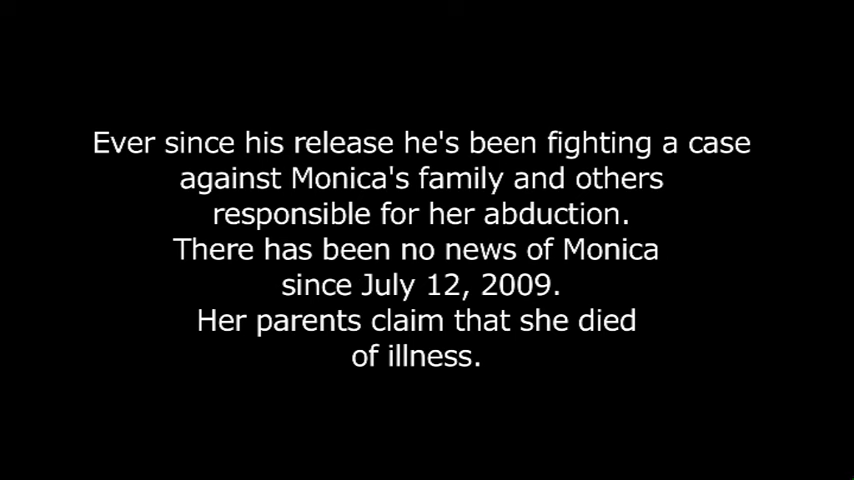 Ever since his release he's been fighting a case
against Monica's family and others
responsible for her abduction.
There has been no news of Monica
since July 12, 2009.
Her parents claim that she died
of illness.